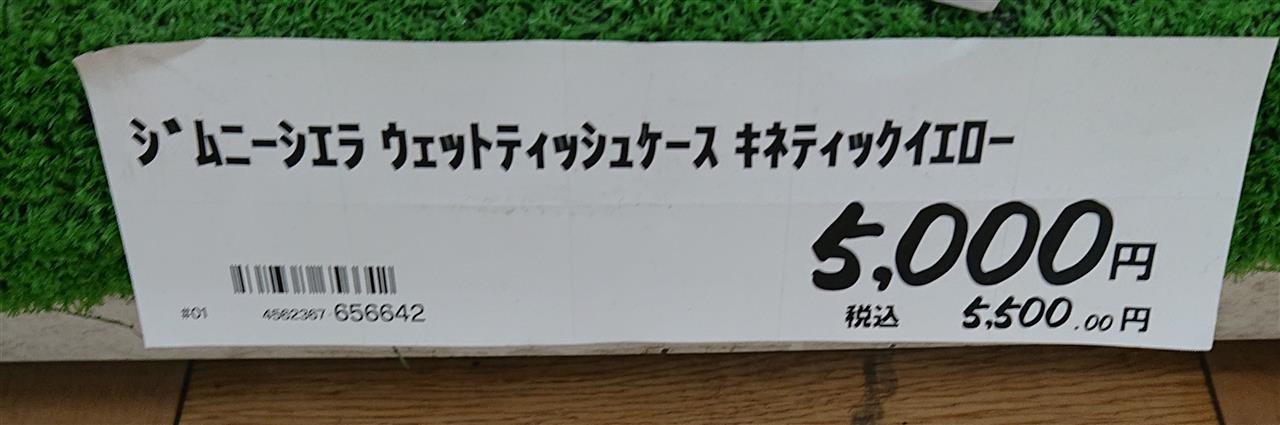 ジムニーシエラ ウェットティッシュケース キネティックイエロー
5,000円
#01 4562367-656642
税込 5,500.00円